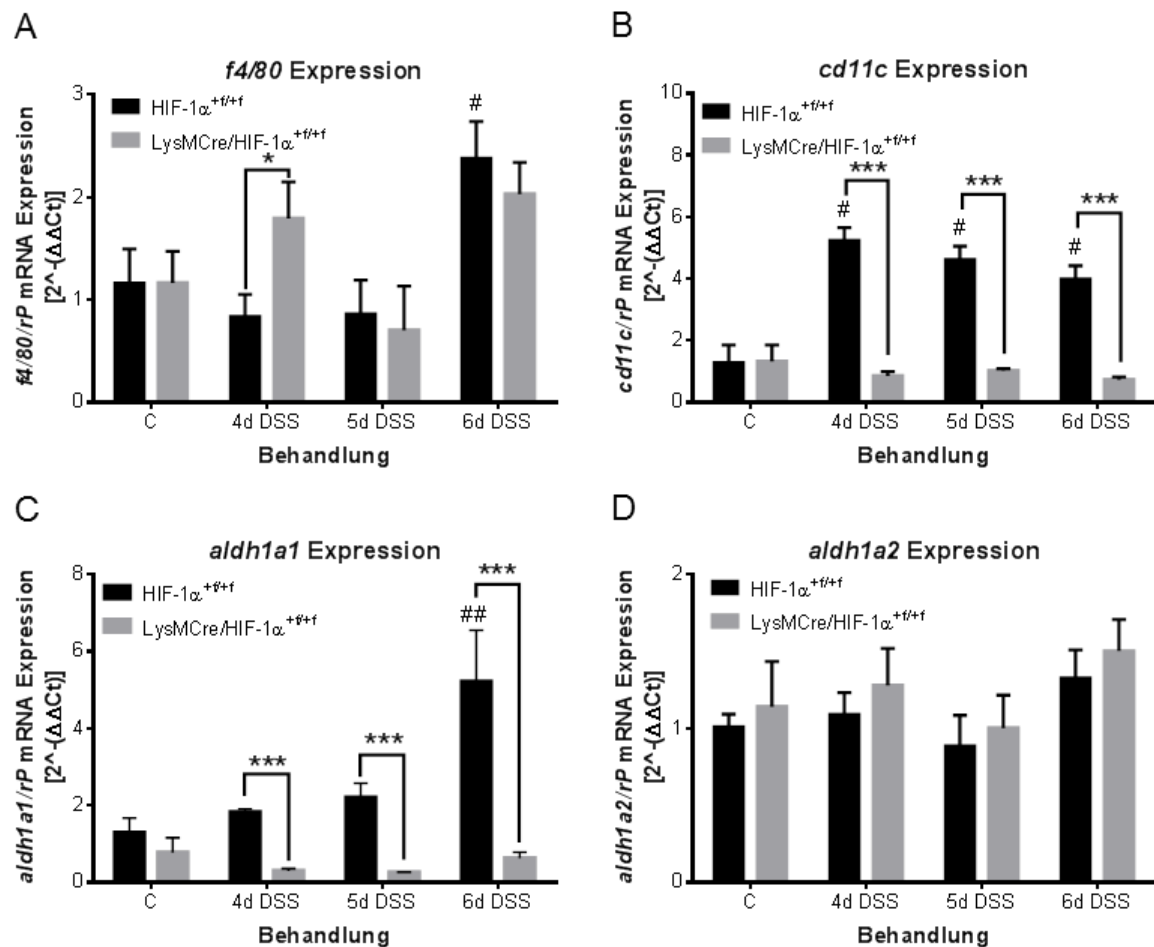 A
f4/80 Expression
f4/80/rP mRNA Expression
[2^-(ΔΔCt)]
3
2
1
0
HIF-1α+f/+f
LysMCre/HIF-1α+f/+f
*
#
C
4d DSS
5d DSS
6d DSS
Behandlung
B
cd11c Expression
cd11c/rP mRNA Expression
[2^-(ΔΔCt)]
10
8
6
4
2
0
HIF-1α+f/+f
LysMCre/HIF-1α+f/+f
***
***
***
#
#
#
C
4d DSS
5d DSS
6d DSS
Behandlung
C
aldh1a1 Expression
aldh1a1/rP mRNA Expression
[2^-(ΔΔCt)]
8
6
4
2
0
HIF-1α+f/+f
LysMCre/HIF-1α+f/+f
***
***
***
##
C
4d DSS
5d DSS
6d DSS
Behandlung
D
aldh1a2 Expression
aldh1a2/rP mRNA Expression
[2^-(ΔΔCt)]
2
1
0
HIF-1α+f/+f
LysMCre/HIF-1α+f/+f
C
4d DSS
5d DSS
6d DSS
Behandlung